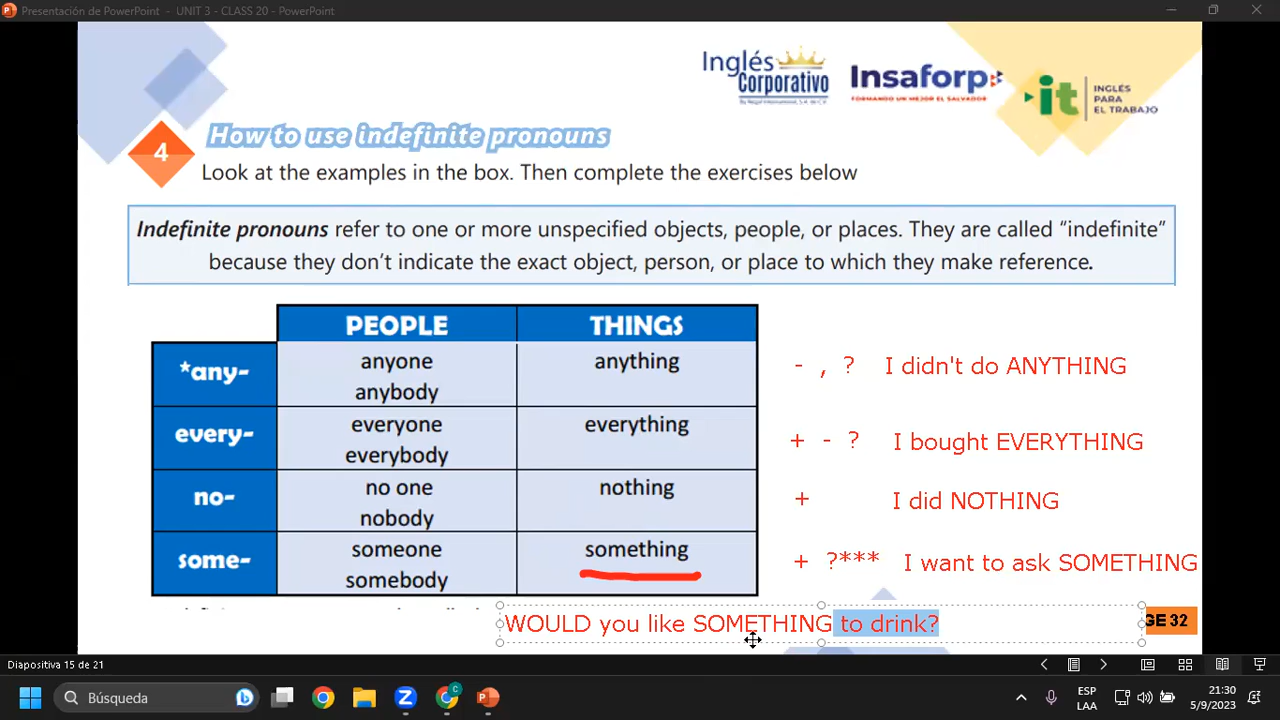 Presentación de PowerPoint - UNIT 3 - CLASS 20 - PowerPoint
Inglés Corporativo
By Regal International, S.A. de C.V.
Insaforp
FORMANDO UN MEJOR EL SALVADOR
it INGLÉS PARA EL TRABAJO
4 How to use indefinite pronouns
Look at the examples in the box. Then complete the exercises below
Indefinite pronouns refer to one or more unspecified objects, people, or places. They are called “indefinite”
because they don’t indicate the exact object, person, or place to which they make reference.
PEOPLE THINGS
*any- anyone anything - , ? I didn't do ANYTHING
anybody
every- everyone everything + - ? I bought EVERYTHING
everybody
no- no one nothing + I did NOTHING
nobody
some- someone something + ?*** I want to ask SOMETHING
somebody
WOULD you like SOMETHING to drink?
GE 32
Diapositiva 15 de 21
Búsqueda
ESP
LAA
21:30
5/9/2023